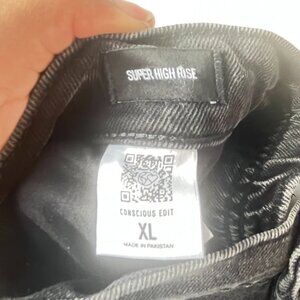 SUPER HIGH RISE
CONSCIOUS EDIT
XL
MADE IN PAKISTAN